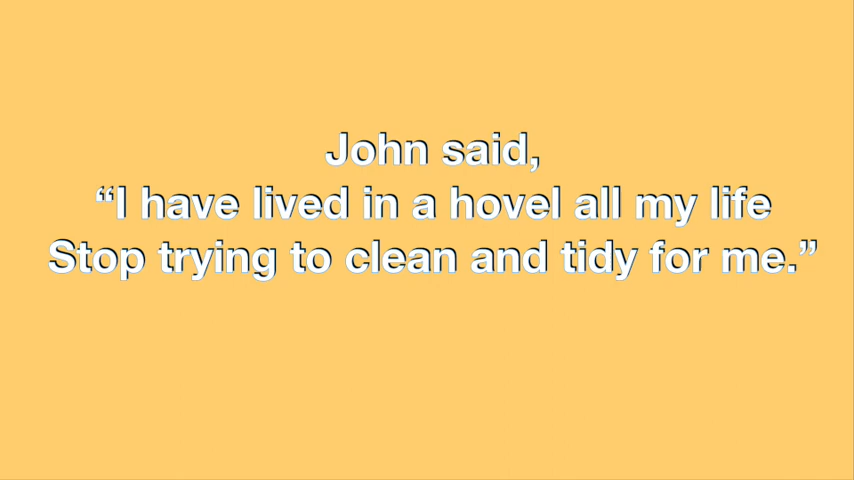 John said,
“I have lived in a hovel all my life
Stop trying to clean and tidy for me.”